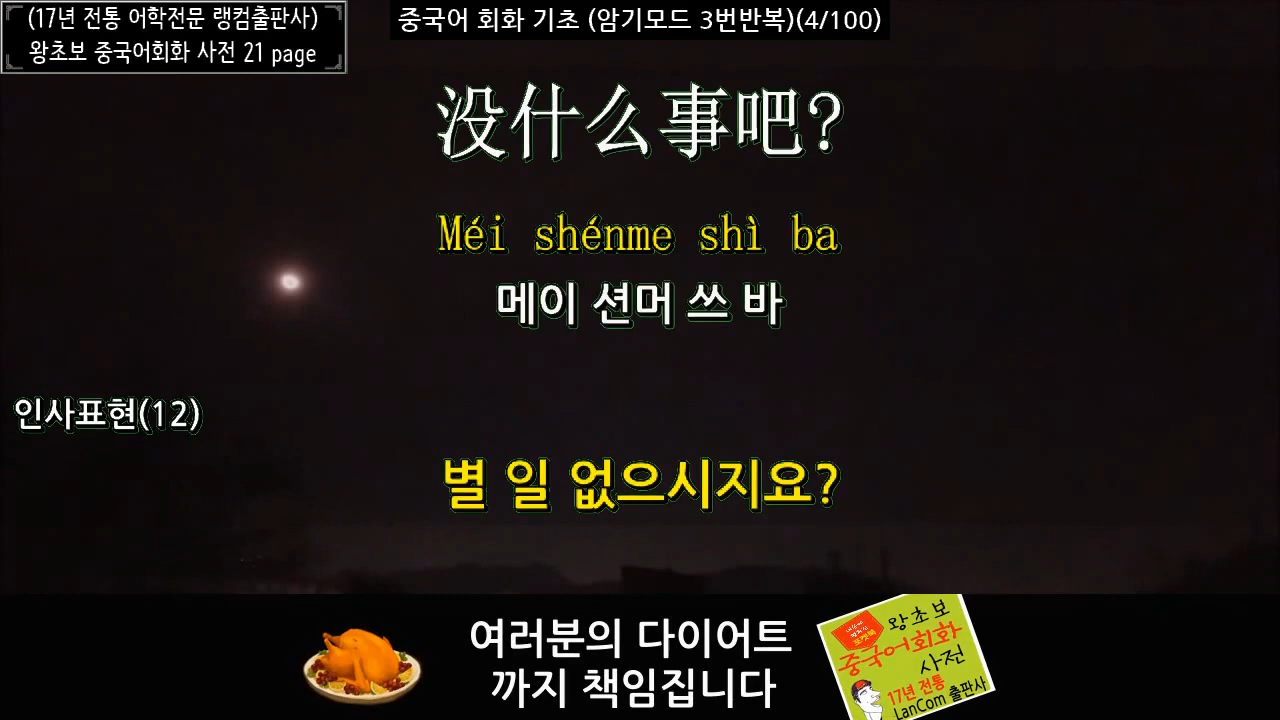 (17년 전통 어학전문 랭컴출판사)
왕초보 중국어회화 사전 21 page
중국어 회화 기초 (암기모드 3번반복)(4/100)
没什么事吧?
Méi shénme shì ba
메이 션머 쓰 바
인사표현(12)
별 일 없으시지요?
여러분의 다이어트
까지 책임집니다
왕초보
중국어회화
사전
17년 전통
LanCom 출판사